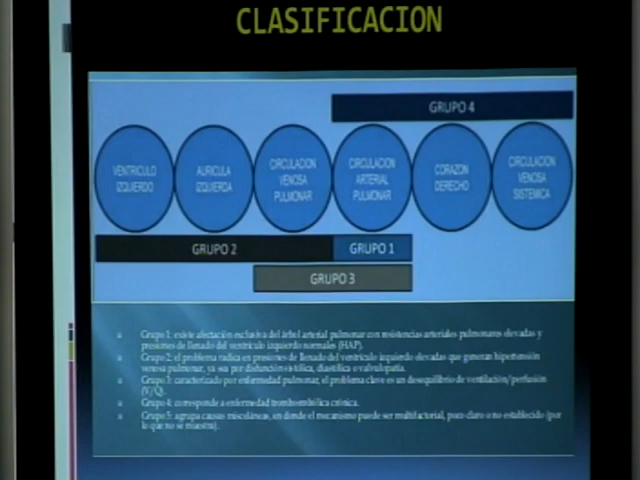 CLASIFICACION
GRUPO 4
VENTRICULO
IZQUIERDO
AURICULA
IZQUIERDA
CIRCULACION
VENOSA
PULMONAR
CIRCULACION
ARTERIAL
PULMONAR
CORAZON
DERECHO
CIRCULACION
VENOSA
SISTEMICA
GRUPO 2
GRUPO 1
GRUPO 3
Grupo 1: existe afectación exclusiva del árbol arterial pulmonar con resistencias arteriales pulmonares elevadas y
presiones de llenado del ventrículo izquierdo normales (HAP).
Grupo 2: el problema radica en presiones de llenado del ventrículo izquierdo elevadas que generan hipertensión
venosa pulmonar, ya sea por disfunción sistólica, diastólica o valvulopatía.
Grupo 3: caracterizado por enfermedad pulmonar, el problema clave es un desequilibrio de ventilación/perfusión
(V/Q).
Grupo 4: corresponde a enfermedad tromboembólica crónica.
Grupo 5: agrupa causas misceláneas, en donde el mecanismo puede ser multifactorial, poco claro o no establecido (por
lo que no se muestra).